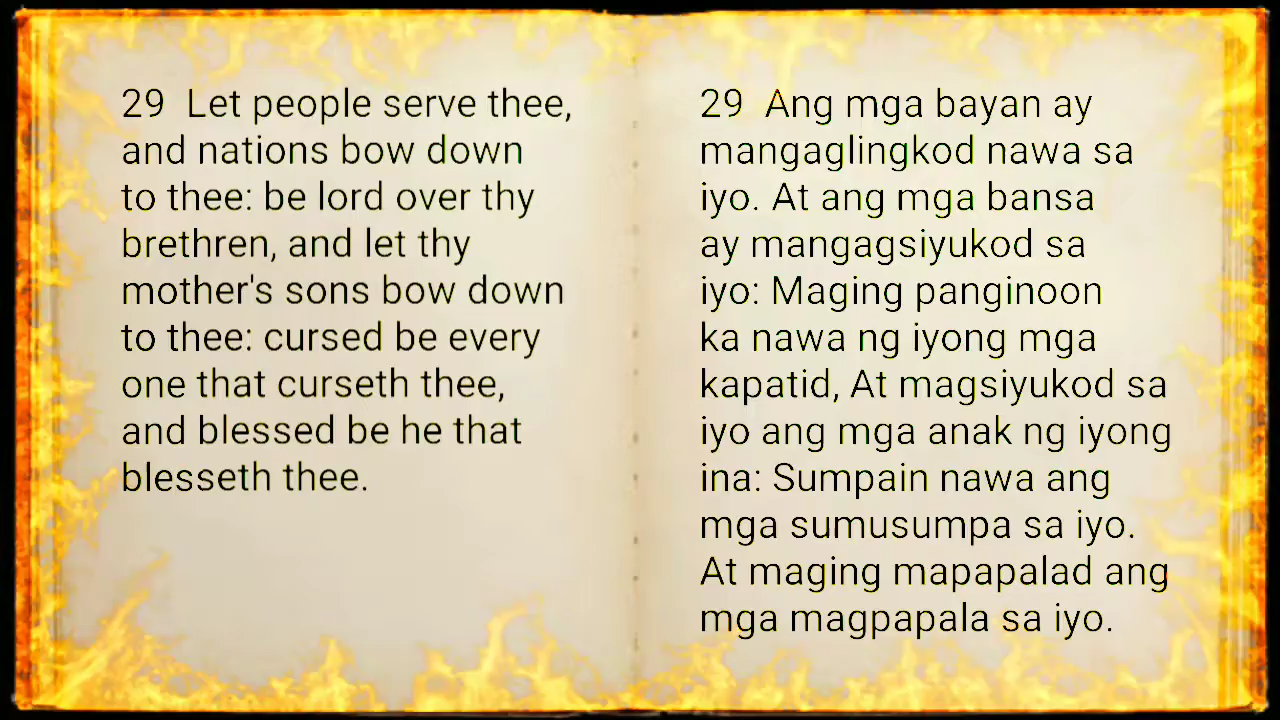 29 Let people serve thee,
and nations bow down
to thee: be lord over thy
brethren, and let thy
mother's sons bow down
to thee: cursed be every
one that curseth thee,
and blessed be he that
blesseth thee.
29 Ang mga bayan ay
mangaglingkod nawa sa
iyo. At ang mga bansa
ay mangagsiyukod sa
iyo: Maging panginoon
ka nawa ng iyong mga
kapatid, At magsiyukod sa
iyo ang mga anak ng iyong
ina: Sumpain nawa ang
mga sumusumpa sa iyo.
At maging mapapalad ang
mga magpapala sa iyo.